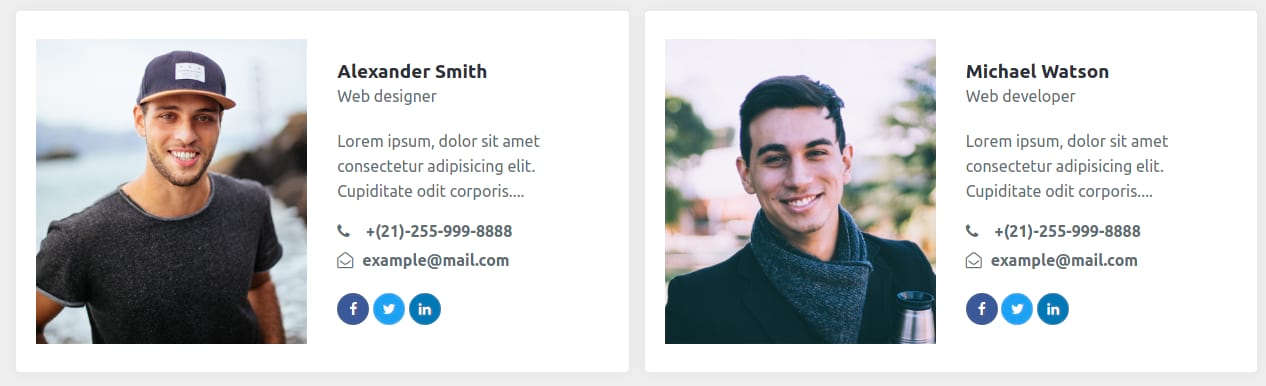 Alexander Smith
Web designer
Lorem ipsum, dolor sit amet
consectetur adipisicing elit.
Cupiditate odit corporis....
+(21)-255-999-8888
example@mail.com
f in
Michael Watson
Web developer
Lorem ipsum, dolor sit amet
consectetur adipisicing elit.
Cupiditate odit corporis....
+(21)-255-999-8888
example@mail.com
f in